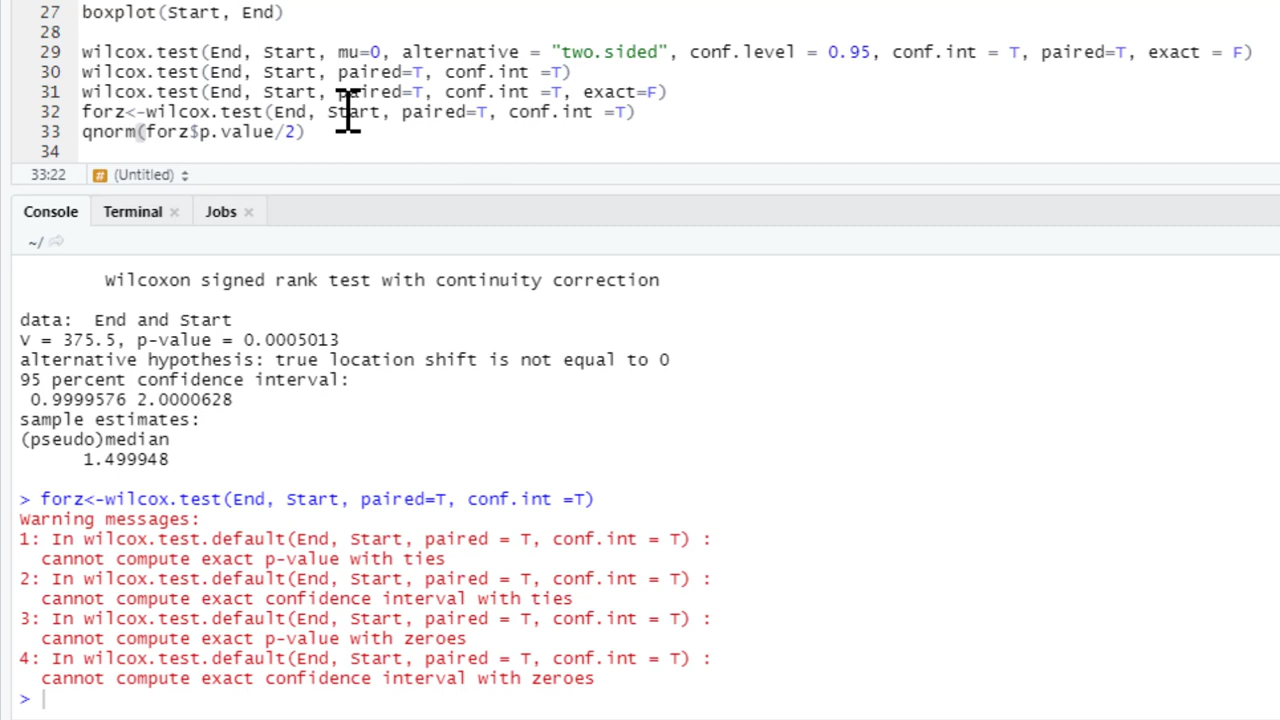 27 boxplot(Start, End)
28
29 wilcox.test(End, Start, mu=0, alternative = "two.sided", conf.level = 0.95, conf.int = T, paired=T, exact = F)
30 wilcox.test(End, Start, paired=T, conf.int =T)
31 wilcox.test(End, Start, paired=T, conf.int =T, exact=F)
32 forz<-wilcox.test(End, Start, paired=T, conf.int =T)
33 qnorm(forz$p.value/2)
34
33:22 # (Untitled)
Console Terminal × Jobs ×
~/
Wilcoxon signed rank test with continuity correction
data:  End and Start
V = 375.5, p-value = 0.0005013
alternative hypothesis: true location shift is not equal to 0
95 percent confidence interval:
0.9999576 2.0000628
sample estimates:
(pseudo)median
1.499948
> forz<-wilcox.test(End, Start, paired=T, conf.int =T)
Warning messages:
1: In wilcox.test.default(End, Start, paired = T, conf.int = T) :
cannot compute exact p-value with ties
2: In wilcox.test.default(End, Start, paired = T, conf.int = T) :
cannot compute exact confidence interval with ties
3: In wilcox.test.default(End, Start, paired = T, conf.int = T) :
cannot compute exact p-value with zeroes
4: In wilcox.test.default(End, Start, paired = T, conf.int = T) :
cannot compute exact confidence interval with zeroes
>